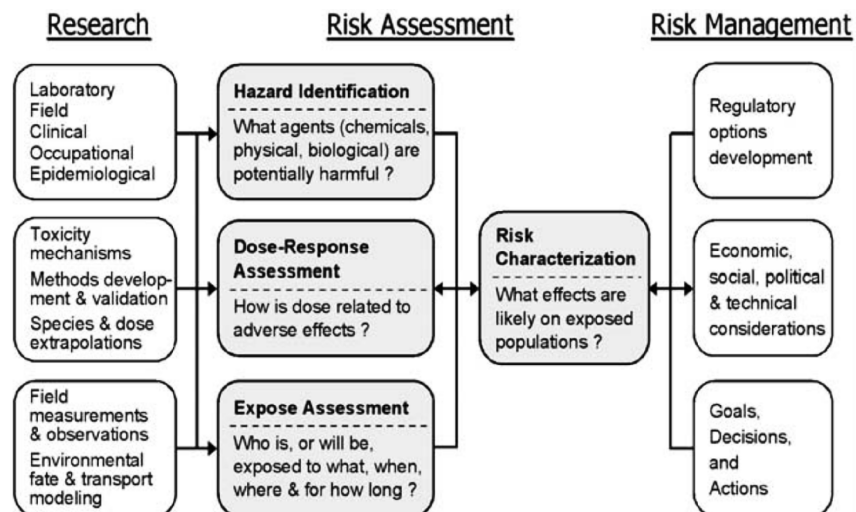 Research
Risk Assessment
Risk Management
Laboratory
Field
Clinical
Occupational
Epidemiological
Toxicity
mechanisms
Methods develop-
ment & validation
Species & dose
extrapolations
Field
measurements
& observations
Environmental
fate & transport
modeling
Hazard Identification
What agents (chemicals,
physical, biological) are
potentially harmful ?
Dose-Response
Assessment
How is dose related to
adverse effects ?
Expose Assessment
Who is, or will be,
exposed to what, when,
where & for how long ?
Risk
Characterization
What effects are
likely on exposed
populations ?
Regulatory
options
development
Economic,
social, political
& technical
considerations
Goals,
Decisions,
and
Actions